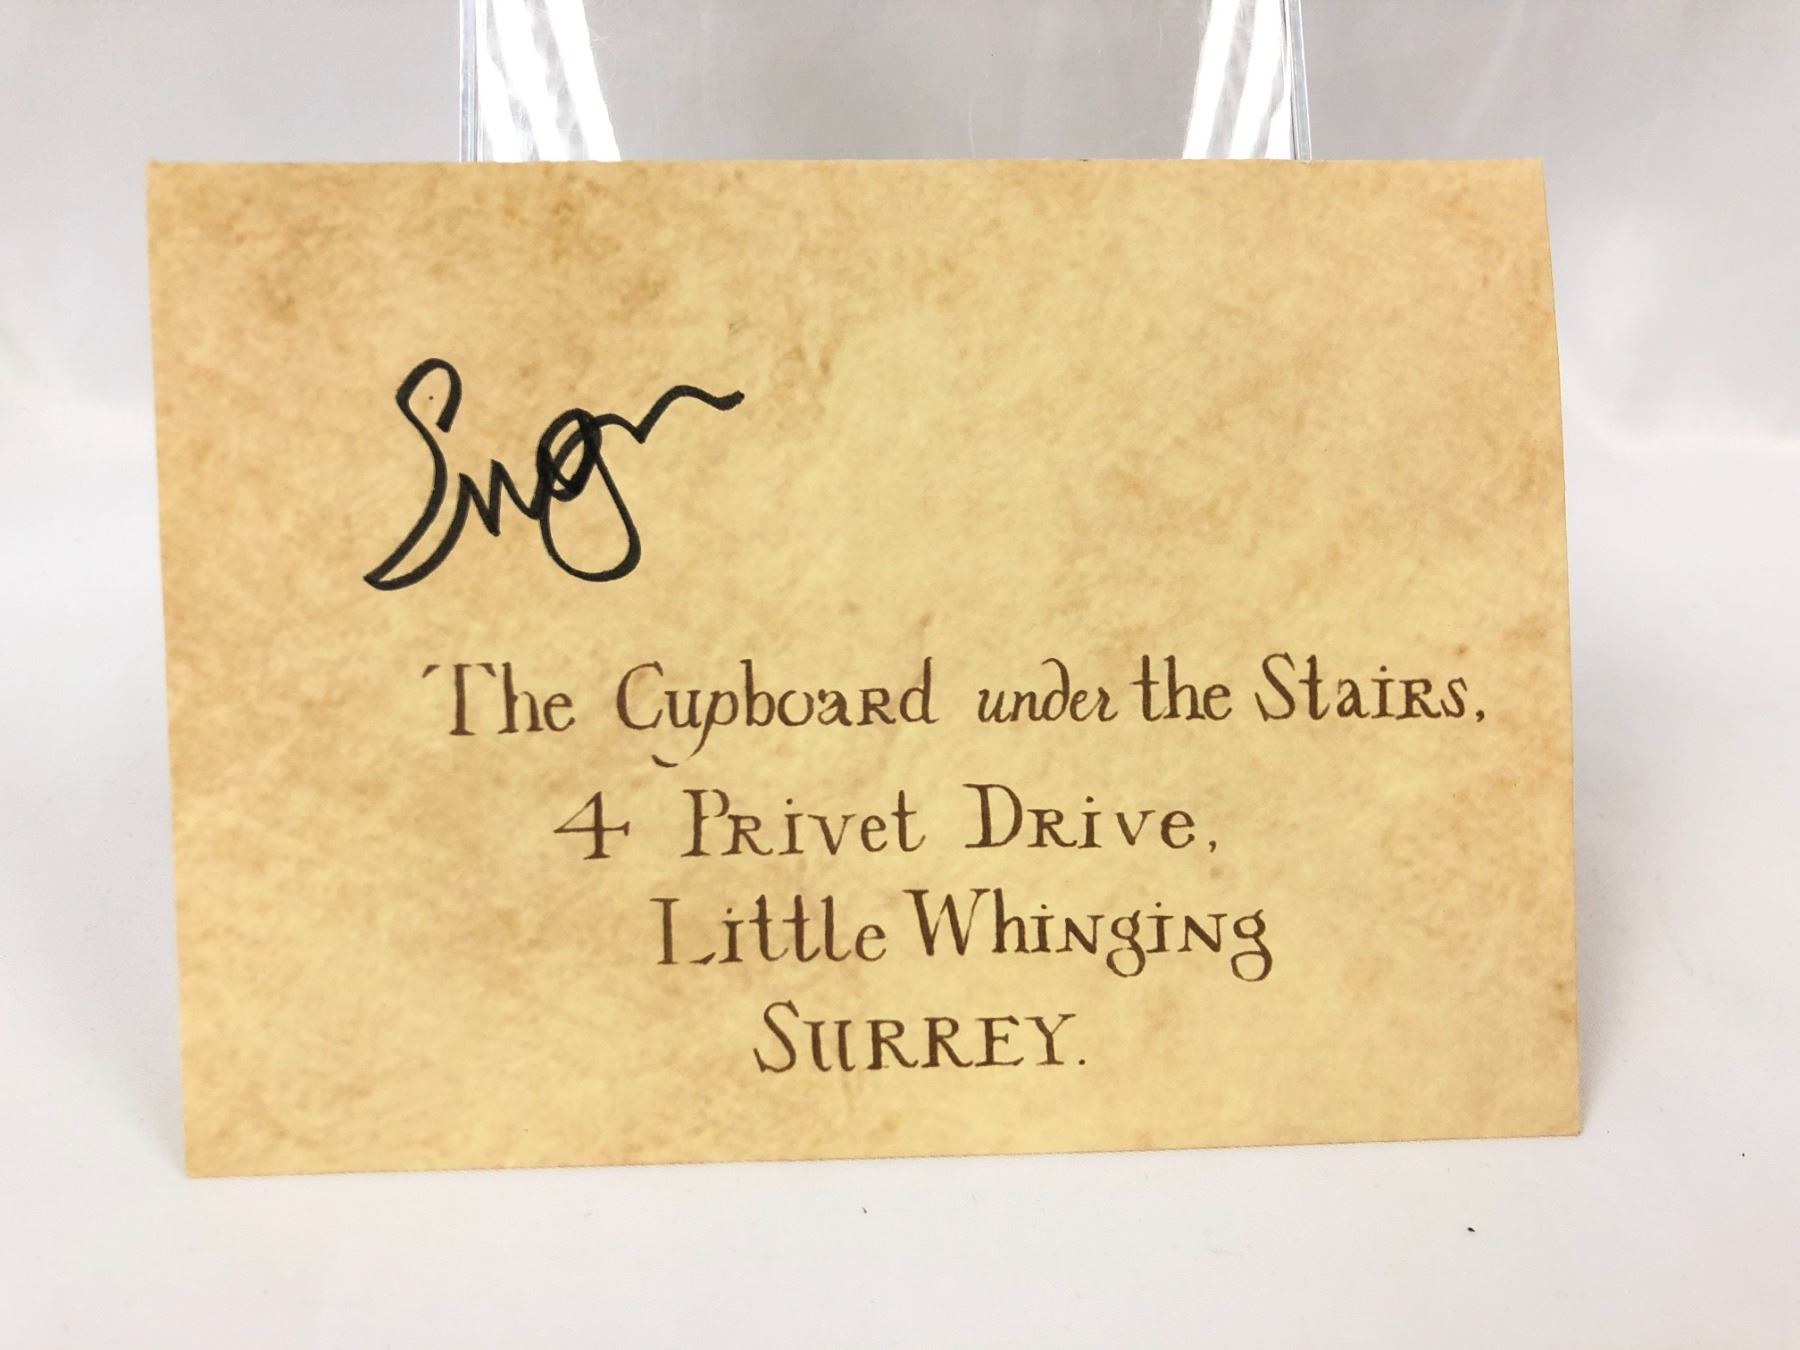 The Cupboard under the Stairs,
4 Privet Drive,
Little Whinging
SURREY.